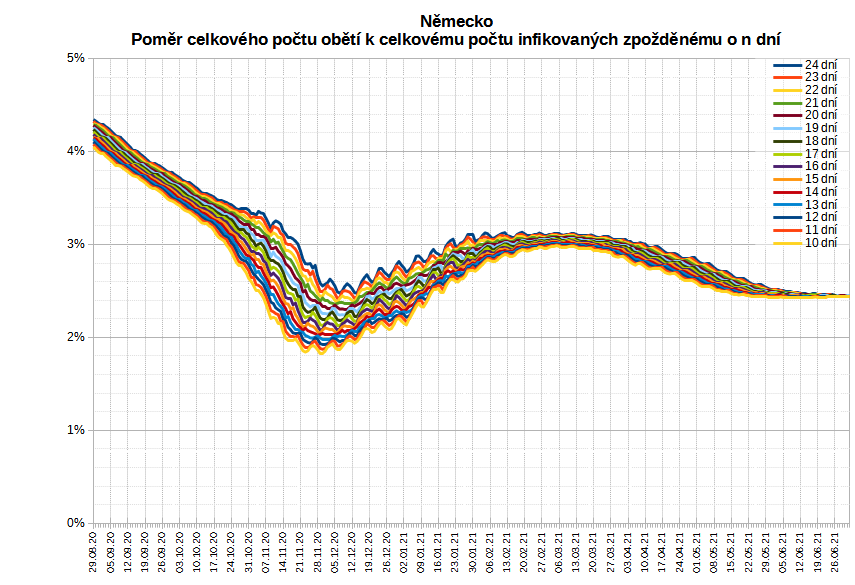 Německo
Poměr celkového počtu obětí k celkovému počtu infikovaných zpožděnému o n dní
5%
4%
3%
2%
1%
0%
24 dní
23 dní
22 dní
21 dní
20 dní
19 dní
18 dní
17 dní
16 dní
15 dní
14 dní
13 dní
12 dní
11 dní
10 dní
29.08.20
05.09.20
12.09.20
19.09.20
26.09.20
03.10.20
10.10.20
17.10.20
24.10.20
31.10.20
07.11.20
14.11.20
21.11.20
28.11.20
05.12.20
12.12.20
19.12.20
26.12.20
02.01.21
09.01.21
16.01.21
23.01.21
30.01.21
06.02.21
13.02.21
20.02.21
27.02.21
06.03.21
13.03.21
20.03.21
27.03.21
03.04.21
10.04.21
17.04.21
24.04.21
01.05.21
08.05.21
15.05.21
22.05.21
29.05.21
05.06.21
12.06.21
19.06.21
26.06.21